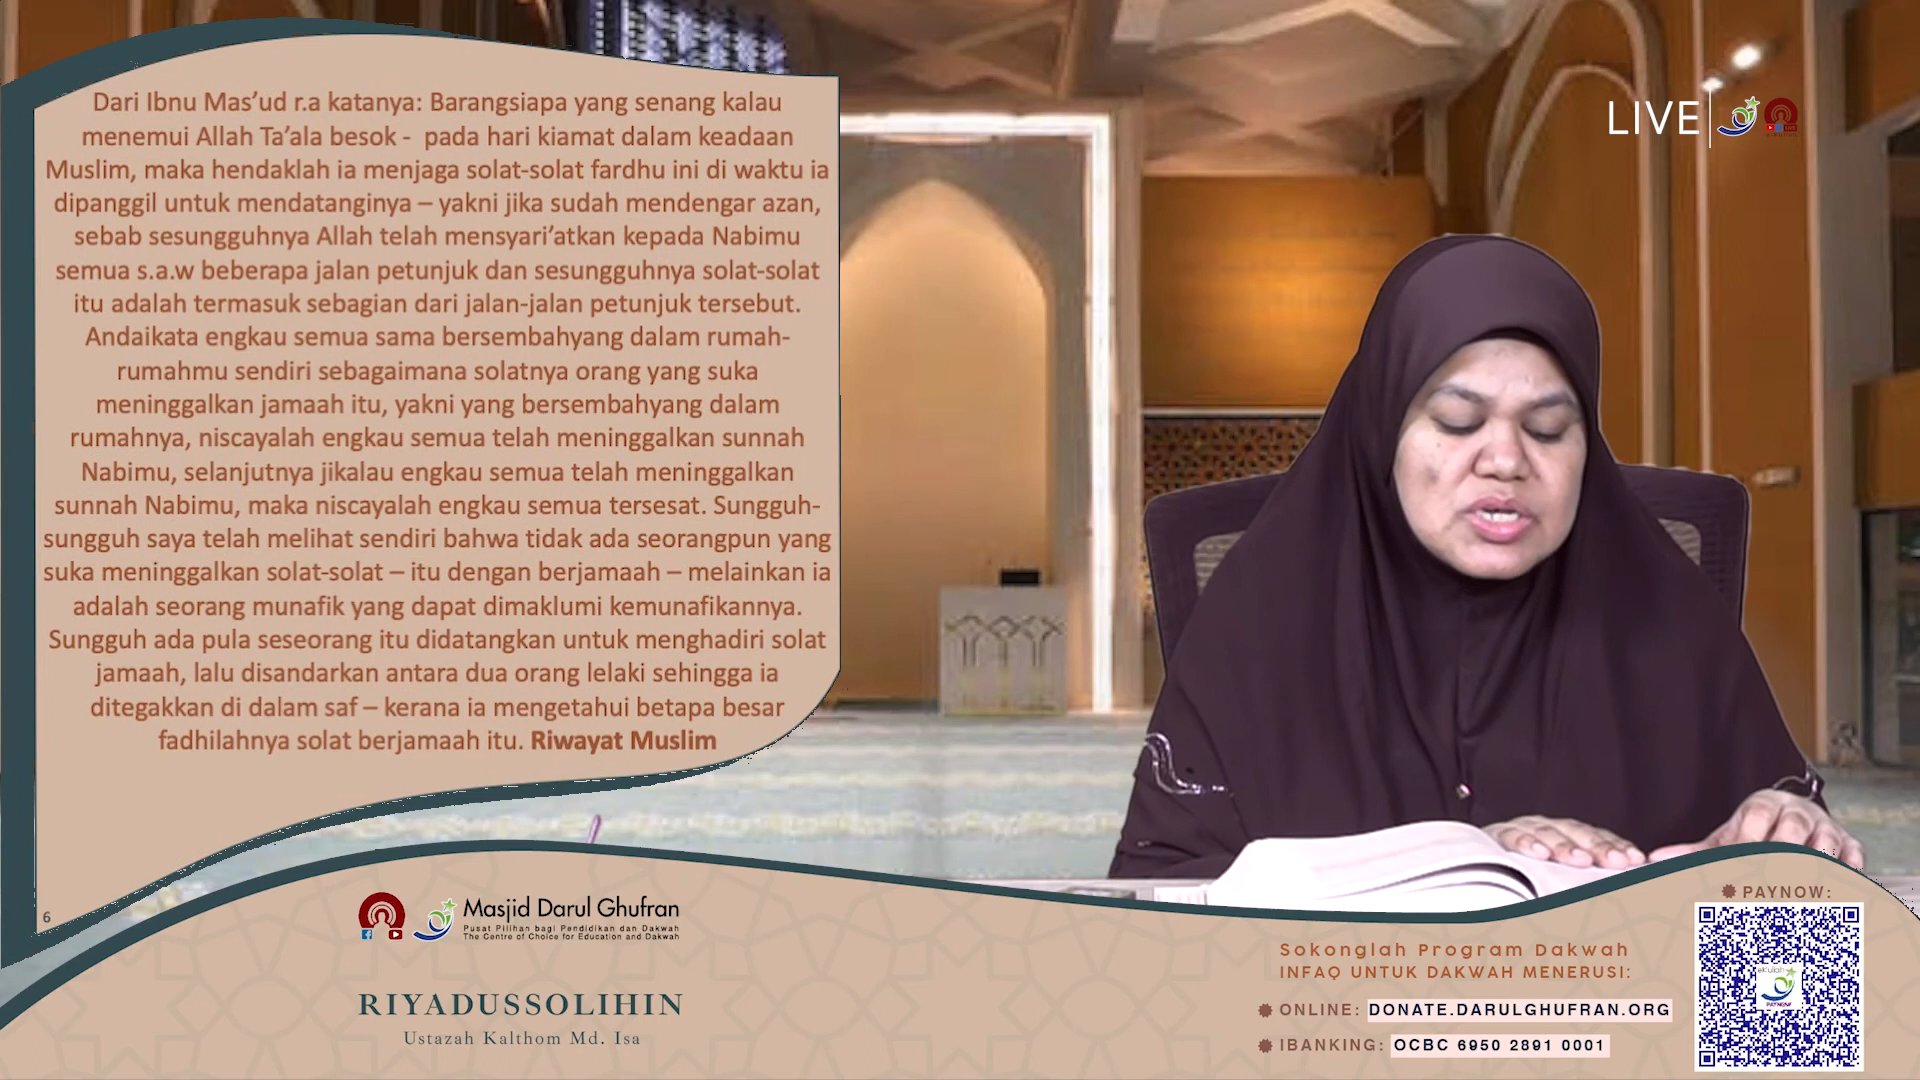 Dari Ibnu Mas’ud r.a katanya: Barangsiapa yang senang kalau
menemui Allah Ta’ala besok -  pada hari kiamat dalam keadaan
Muslim, maka hendaklah ia menjaga solat-solat fardhu ini di waktu ia
dipanggil untuk mendatanginya – yakni jika sudah mendengar azan,
sebab sesungguhnya Allah telah mensyari’atkan kepada Nabimu
semua s.a.w beberapa jalan petunjuk dan sesungguhnya solat-solat
itu adalah termasuk sebagian dari jalan-jalan petunjuk tersebut.
Andaikata engkau semua sama bersembahyang dalam rumah-
rumahmu sendiri sebagaimana solatnya orang yang suka
meninggalkan jamaah itu, yakni yang bersembahyang dalam
rumahnya, niscayalah engkau semua telah meninggalkan sunnah
Nabimu, selanjutnya jikalau engkau semua telah meninggalkan
sunnah Nabimu, maka niscayalah engkau semua tersesat. Sungguh-
sungguh saya telah melihat sendiri bahwa tidak ada seorangpun yang
suka meninggalkan solat-solat – itu dengan berjamaah – melainkan ia
adalah seorang munafik yang dapat dimaklumi kemunafikannya.
Sungguh ada pula seseorang itu didatangkan untuk menghadiri solat
jamaah, lalu disandarkan antara dua orang lelaki sehingga ia
ditegakkan di dalam saf – kerana ia mengetahui betapa besar
fadhilahnya solat berjamaah itu. Riwayat Muslim
6
LIVE
Masjid Darul Ghufran
Pusat Pilihan bagi Pendidikan dan Dakwah
The Centre of Choice for Education and Dakwah
RIYADUSSOLIHIN
Ustazah Kalthom Md. Isa
Sokonglah Program Dakwah
INFAQ UNTUK DAKWAH MENERUSI:
ONLINE: DONATE.DARULGHUFRAN.ORG
IBANKING: OCBC 6950 2891 0001
PAYNOW: